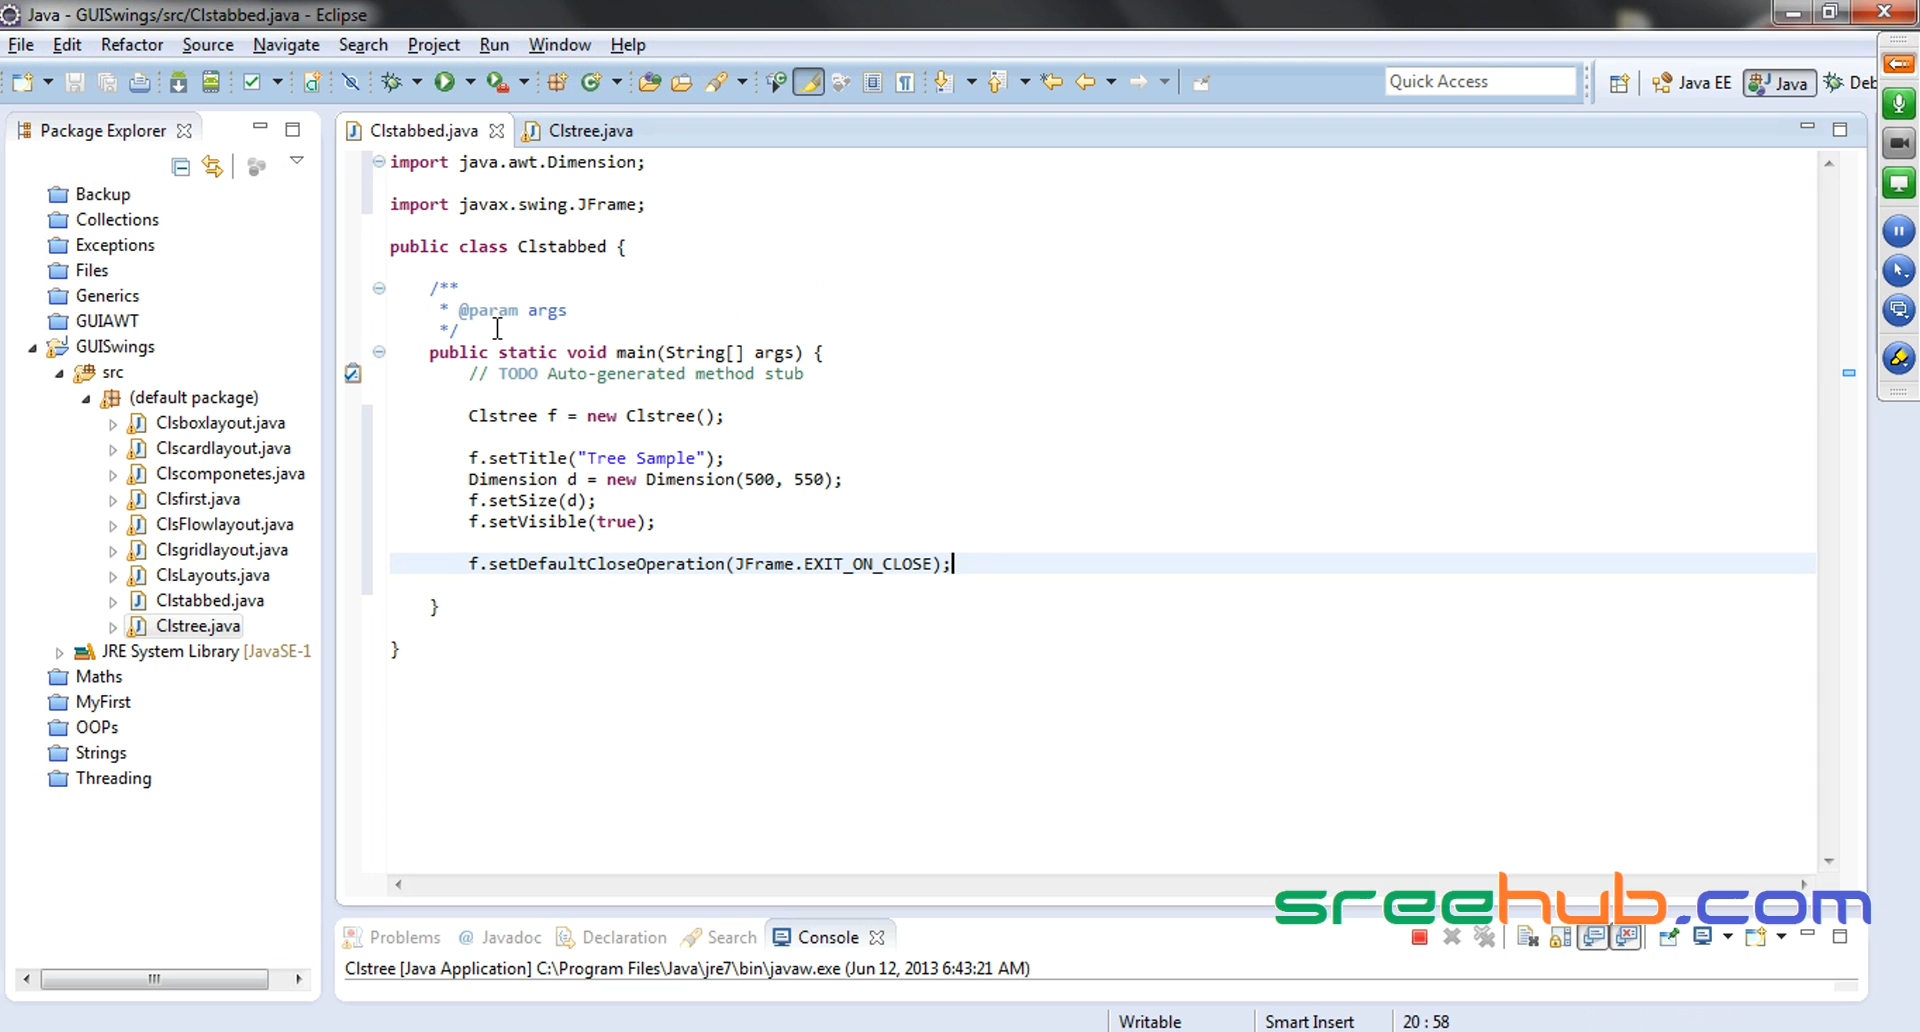 Java - GUISwings/src/Clstabbed.java - Eclipse
File Edit Refactor Source Navigate Search Project Run Window Help
Quick Access Java EE Java Deb
Package Explorer
Clstabbed.java Clstree.java
Backup
Collections
Exceptions
Files
Generics
GUIAWT
GUISwings
src
(default package)
Clsboxlayout.java
Clscardlayout.java
Clscomponetes.java
Clsfirst.java
ClsFlowlayout.java
Clsgridlayout.java
ClsLayouts.java
Clstabbed.java
Clstree.java
JRE System Library [JavaSE-1
Maths
MyFirst
OOPs
Strings
Threading
import java.awt.Dimension;
import javax.swing.JFrame;
public class Clstabbed {
/**
* @param args
*/
public static void main(String[] args) {
// TODO Auto-generated method stub
Clstree f = new Clstree();
f.setTitle("Tree Sample");
Dimension d = new Dimension(500, 550);
f.setSize(d);
f.setVisible(true);
f.setDefaultCloseOperation(JFrame.EXIT_ON_CLOSE);
}
}
sreehub.com
Problems @ Javadoc Declaration Search Console
Clstree [Java Application] C:\Program Files\Java\jre7\bin\javaw.exe (Jun 12, 2013 6:43:21 AM)
Writable Smart Insert 20 : 58